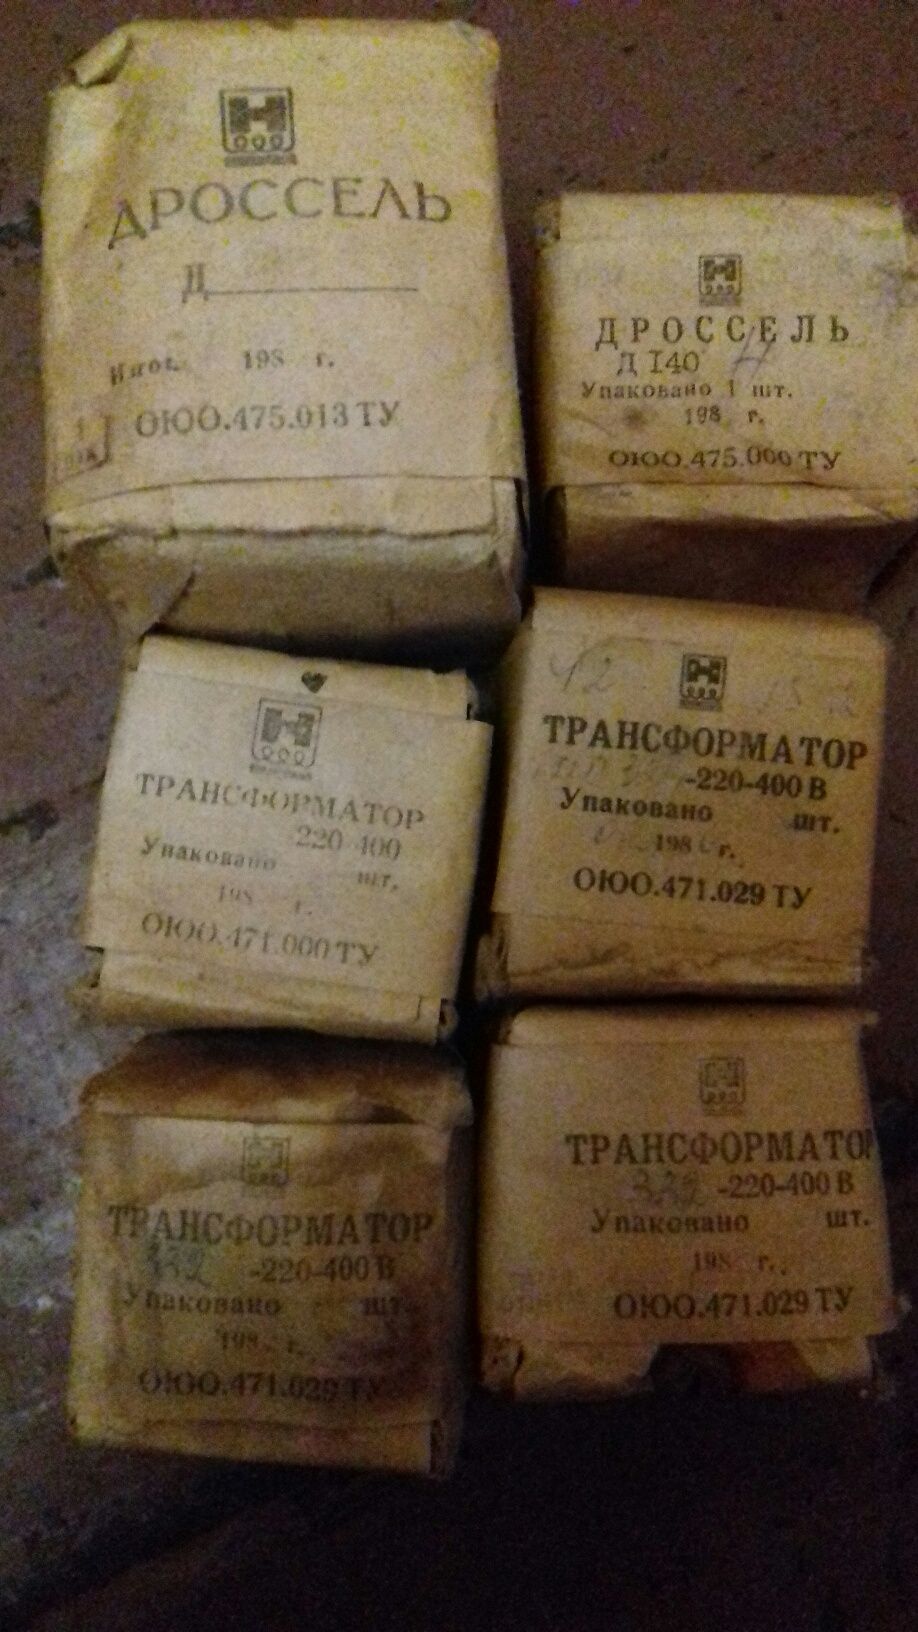 ДРОССЕЛЬ
Д
198 г.
ОЮО.475.013 ТУ
ДРОССЕЛЬ
Д 140
Упаковано 1 шт.
198 г.
ОЮО.475.000 ТУ
ТРАНСФОРМАТОР
220-400
Упаковано шт.
198 г.
ОЮО.471.000 ТУ
ТРАНСФОРМАТОР
-220-400 В
Упаковано шт.
198 г.
ОЮО.471.029 ТУ
ТРАНСФОРМАТОР
332 -220-400 В
Упаковано шт.
198 г.
ОЮО.471.029 ТУ
ТРАНСФОРМАТОР
-220-400 В
Упаковано шт.
198 г.
ОЮО.471.029 ТУ